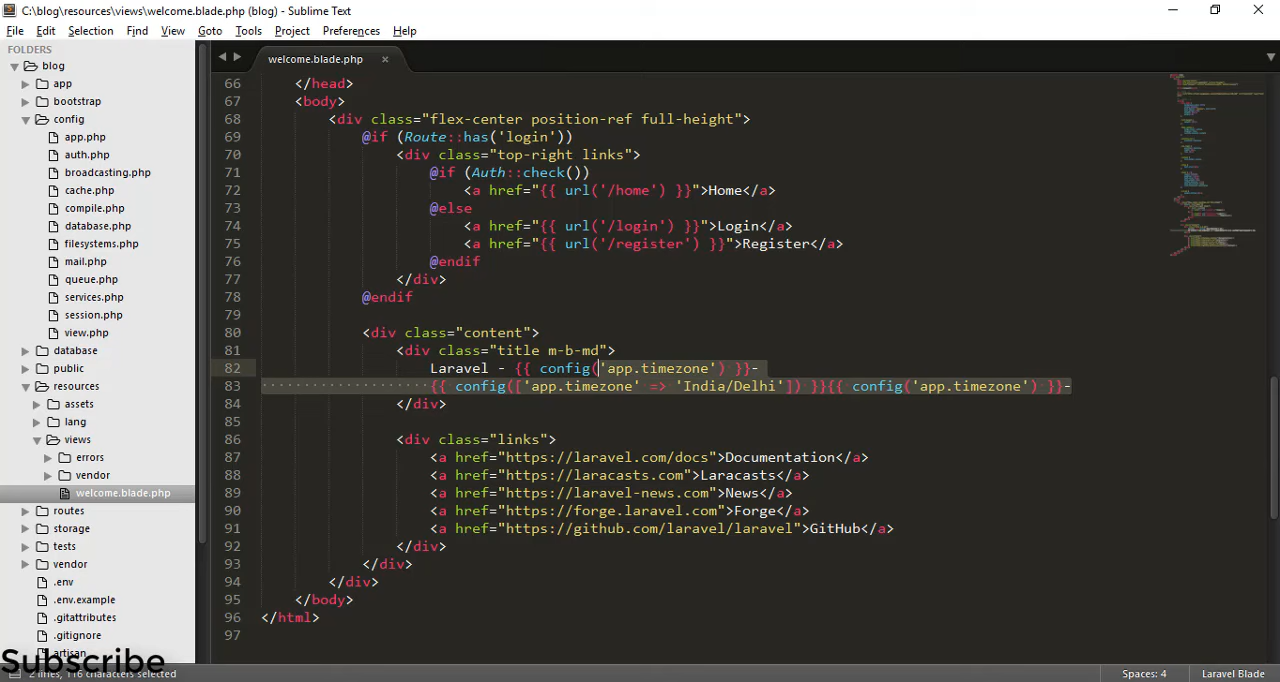 C:\blog\resources\views\welcome.blade.php (blog) - Sublime Text
File Edit Selection Find View Goto Tools Project Preferences Help
FOLDERS
blog
app
bootstrap
config
app.php
auth.php
broadcasting.php
cache.php
compile.php
database.php
filesystems.php
mail.php
queue.php
services.php
session.php
view.php
database
public
resources
assets
lang
views
errors
vendor
welcome.blade.php
routes
storage
tests
vendor
.env
.env.example
.gitattributes
.gitignore
artisan
welcome.blade.php ×
66 </head>
67 <body>
68 <div class="flex-center position-ref full-height">
69 @if (Route::has('login'))
70 <div class="top-right links">
71 @if (Auth::check())
72 <a href="{{ url('/home') }}">Home</a>
73 @else
74 <a href="{{ url('/login') }}">Login</a>
75 <a href="{{ url('/register') }}">Register</a>
76 @endif
77 </div>
78 @endif
79
80 <div class="content">
81 <div class="title m-b-md">
82 Laravel - {{ config('app.timezone') }}-
83 {{ config(['app.timezone' => 'India/Delhi']) }}{{ config('app.timezone') }}-
84 </div>
85
86 <div class="links">
87 <a href="https://laravel.com/docs">Documentation</a>
88 <a href="https://laracasts.com">Laracasts</a>
89 <a href="https://laravel-news.com">News</a>
90 <a href="https://forge.laravel.com">Forge</a>
91 <a href="https://github.com/laravel/laravel">GitHub</a>
92 </div>
93 </div>
94 </div>
95 </body>
96 </html>
97
Subscribe
2 lines, 116 characters selected
Spaces: 4 Laravel Blade